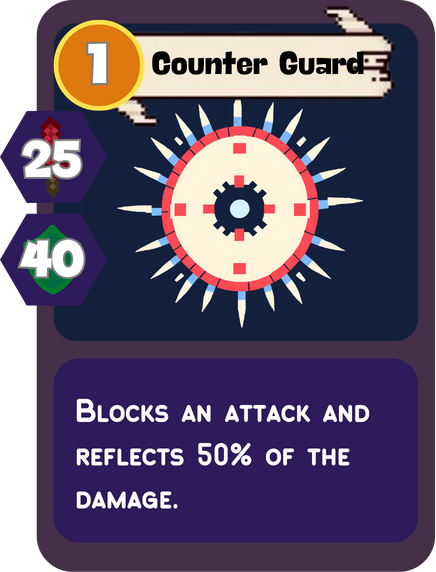 1
Counter Guard
25
40
Blocks an attack and
reflects 50% of the
damage.